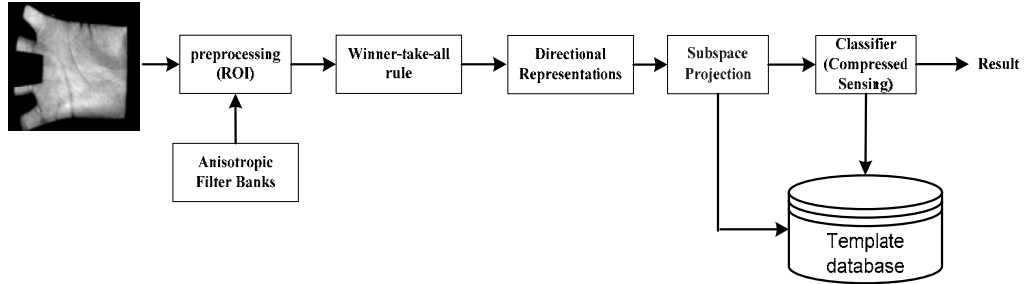 preprocessing
(ROI)
Winner-take-all
rule
Directional
Representations
Subspace
Projection
Classifier
(Compressed
Sensing)
Result
Anisotropic
Filter Banks
Template
database